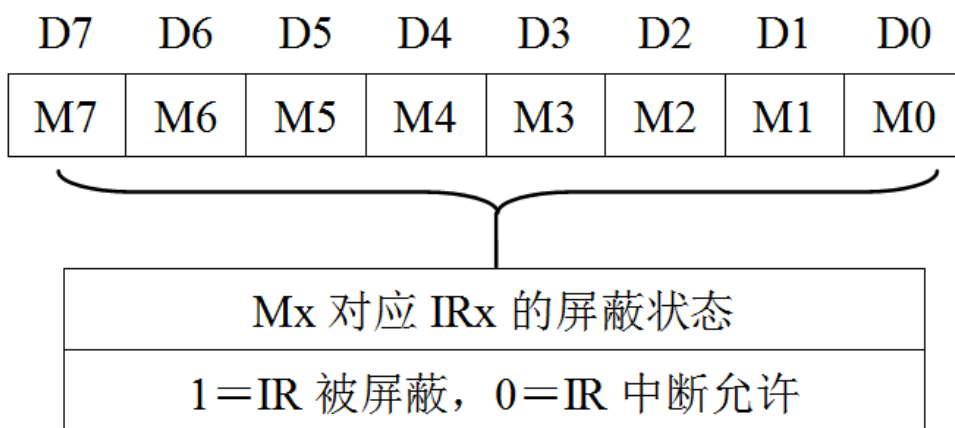 D7 D6 D5 D4 D3 D2 D1 D0
M7 M6 M5 M4 M3 M2 M1 M0
Mx 对应 IRx 的屏蔽状态
1＝IR 被屏蔽，0＝IR 中断允许